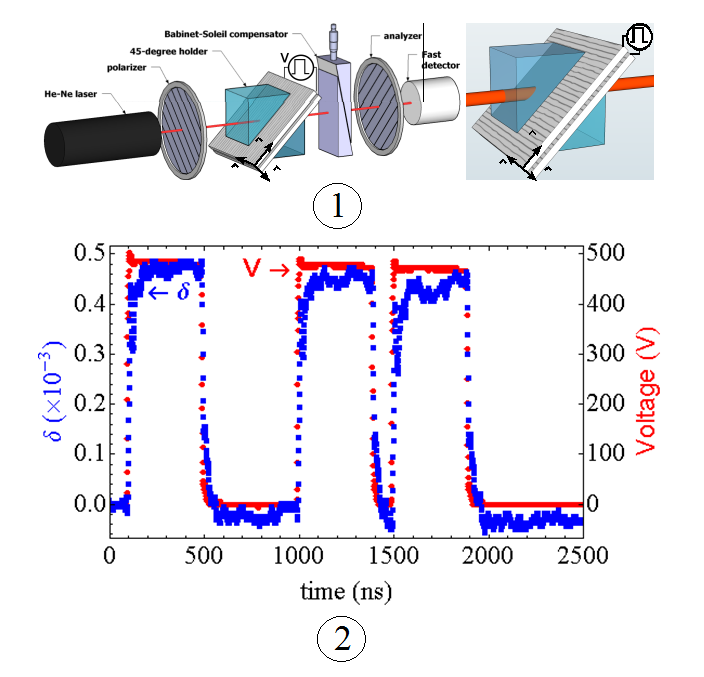 Babinet-Soleil compensator
45-degree holder
V
analyzer
polarizer
Fast
detector
He-Ne laser
1
0.5
0.4
0.3
0.2
0.1
0.0
δ (×10⁻³)
V →
← δ
500
400
300
200
100
0
Voltage (V)
0
500
1000
1500
2000
2500
time (ns)
2